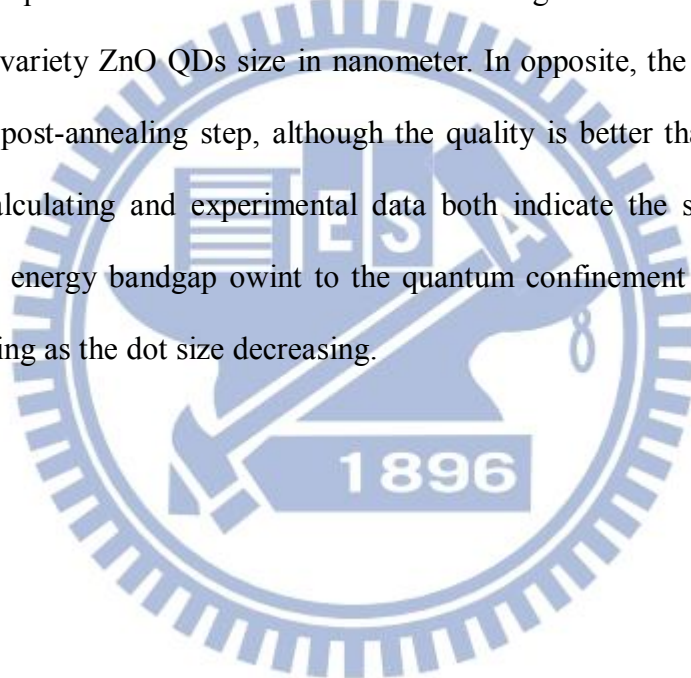 variety ZnO QDs size in nanometer. In opposite, the
post-annealing step, although the quality is better
alculating and experimental data both indicate the
energy bandgap owint to the quantum confinement
ing as the dot size decreasing.
E S A
1896